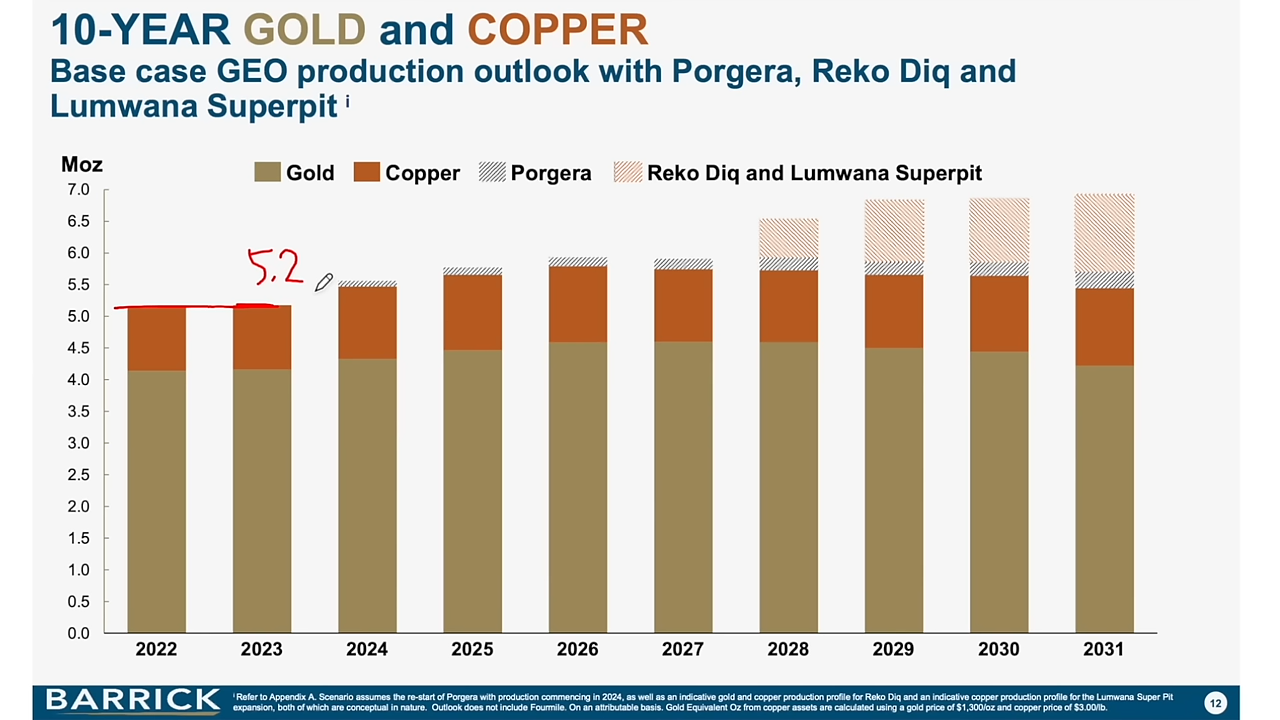 10-YEAR GOLD and COPPER
Base case GEO production outlook with Porgera, Reko Diq and
Lumwana Superpit i
Moz
Gold Copper Porgera Reko Diq and Lumwana Superpit
7.0
6.5
6.0
5.5
5.0
4.5
4.0
3.5
3.0
2.5
2.0
1.5
1.0
0.5
0.0
5.2
2022 2023 2024 2025 2026 2027 2028 2029 2030 2031
BARRICK
i Refer to Appendix A. Scenario assumes the re-start of Porgera with production commencing in 2024, as well as an indicative gold and copper production profile for Reko Diq and an indicative copper production profile for the Lumwana Super Pit
expansion, both of which are conceptual in nature. Outlook does not include Fourmile. On an attributable basis. Gold Equivalent Oz from copper assets are calculated using a gold price of $1,300/oz and copper price of $3.00/lb.
12